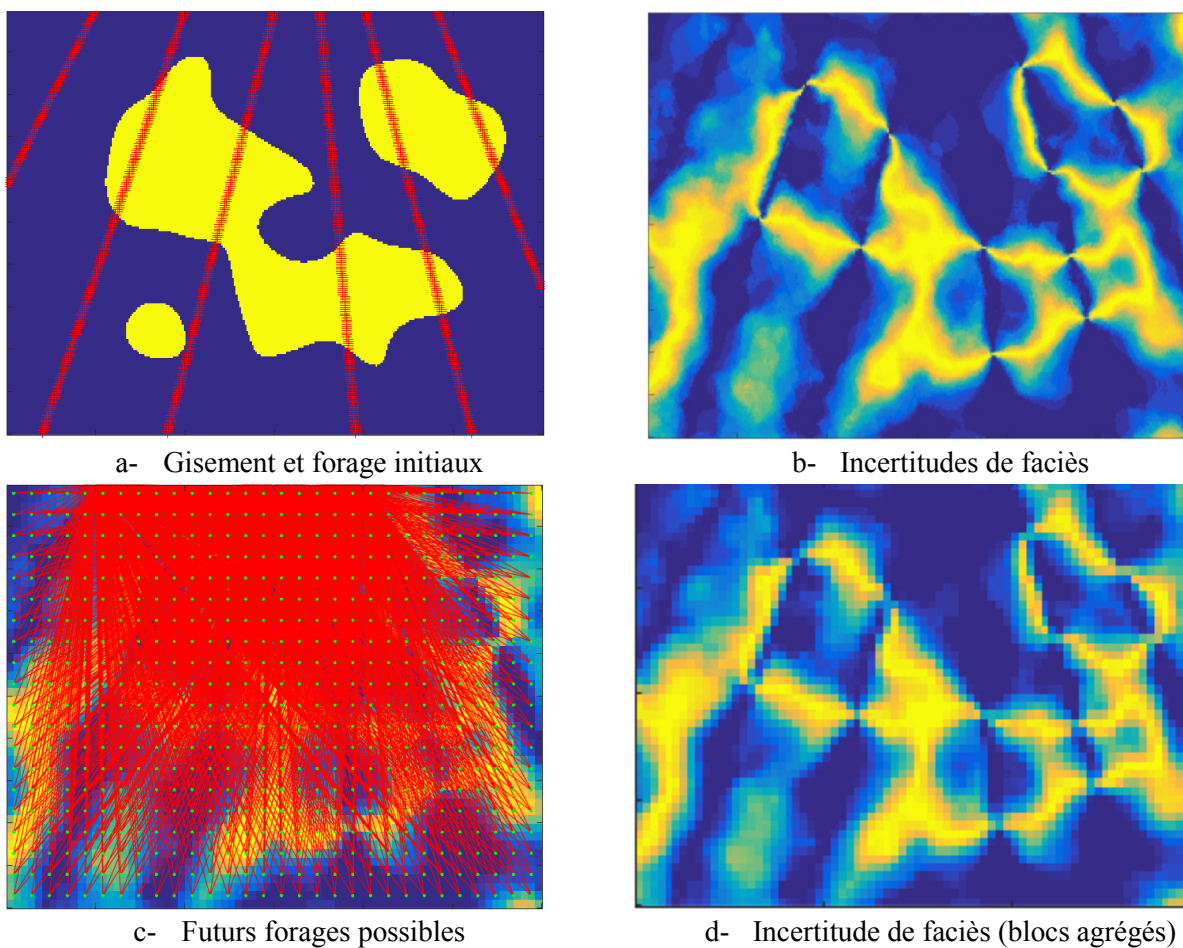 a- Gisement et forage initiaux
b- Incertitudes de faciès
c- Futurs forages possibles
d- Incertitude de faciès (blocs agrégés)